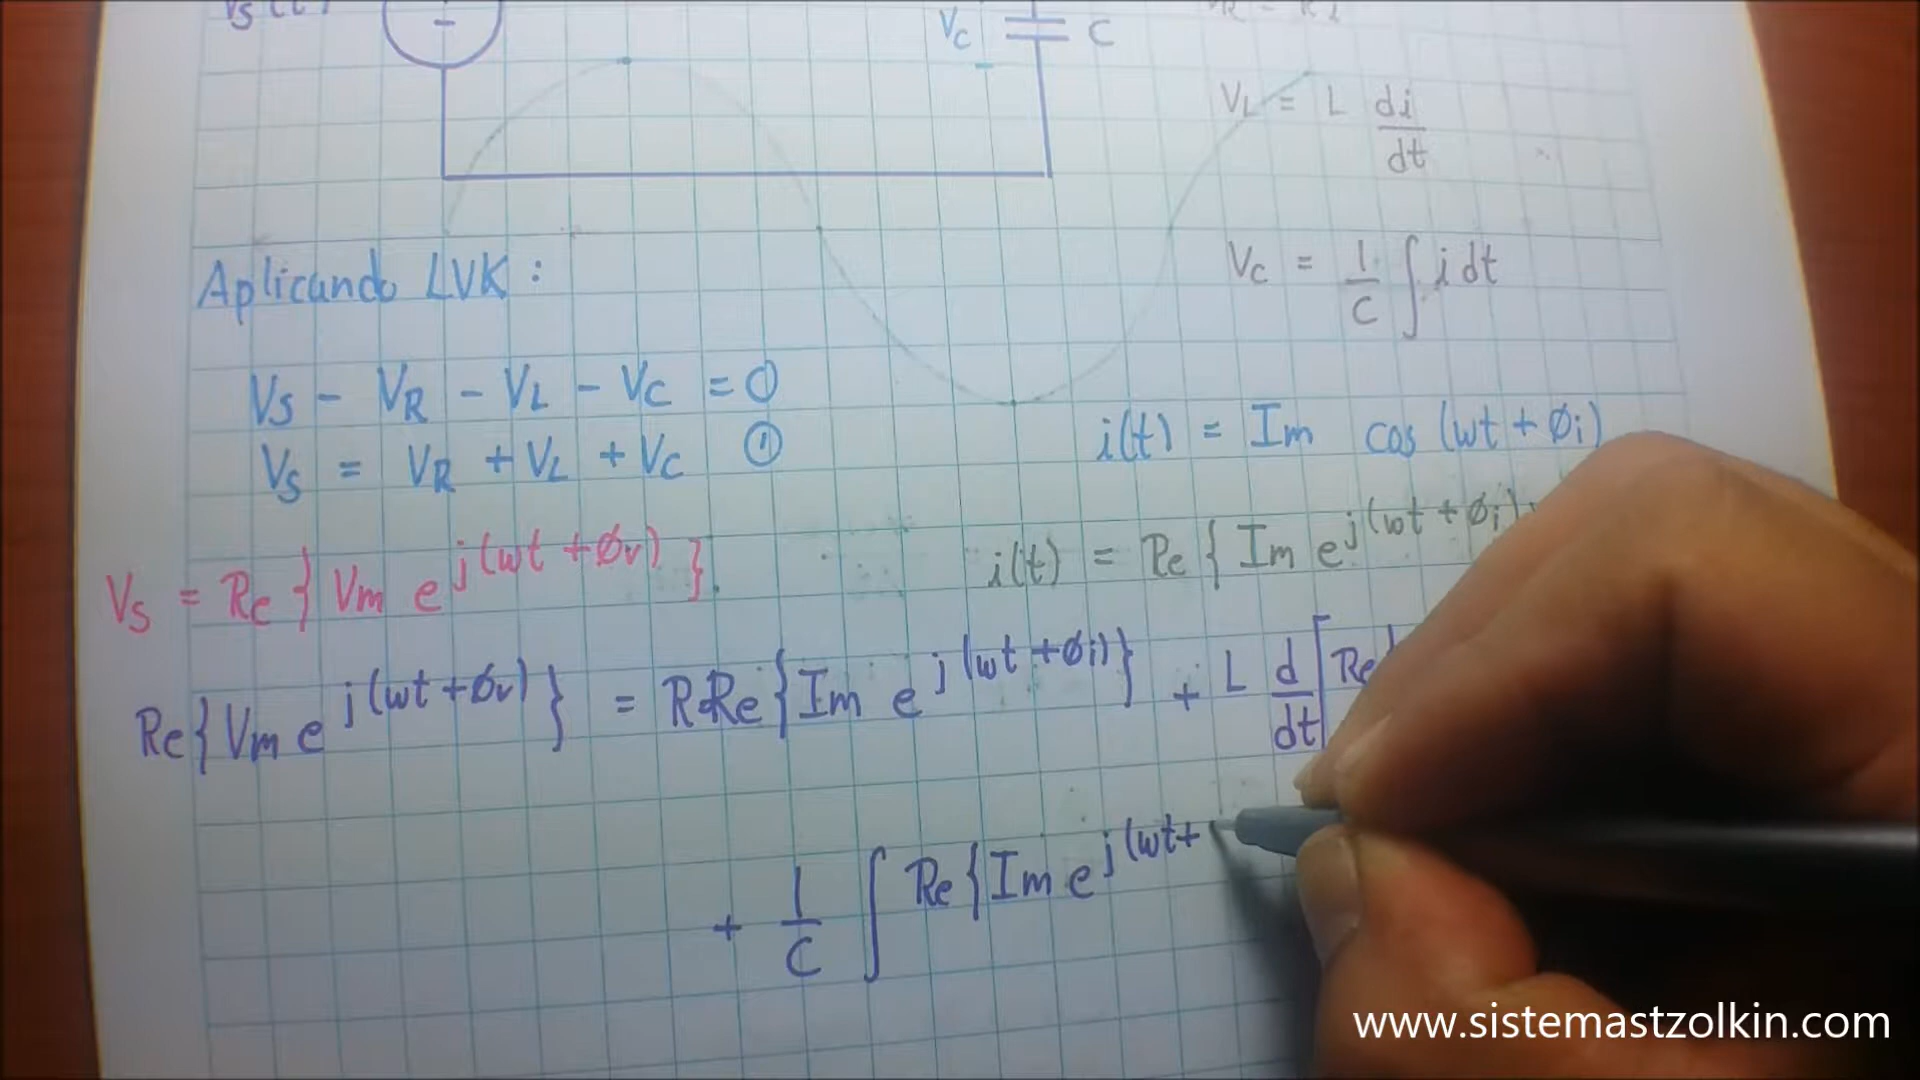 Vs(t)
Vc C
VL = L di/dt
Vc = 1/C ∫ i dt
Aplicando LVK :
Vs - VR - VL - Vc = 0
Vs = VR + VL + Vc ①
i(t) = Im cos (wt + Øi)
Vs = Re { Vm e^j(wt + Øv) }.
i(t) = Re { Im e^j(wt + Øi)
Re{ Vm e^j(wt + Øv) } = R Re { Im e^j(wt + Øi) } + L d/dt [ Re
+ 1/C ∫ Re { Im e^j(wt+
www.sistemastzolkin.com